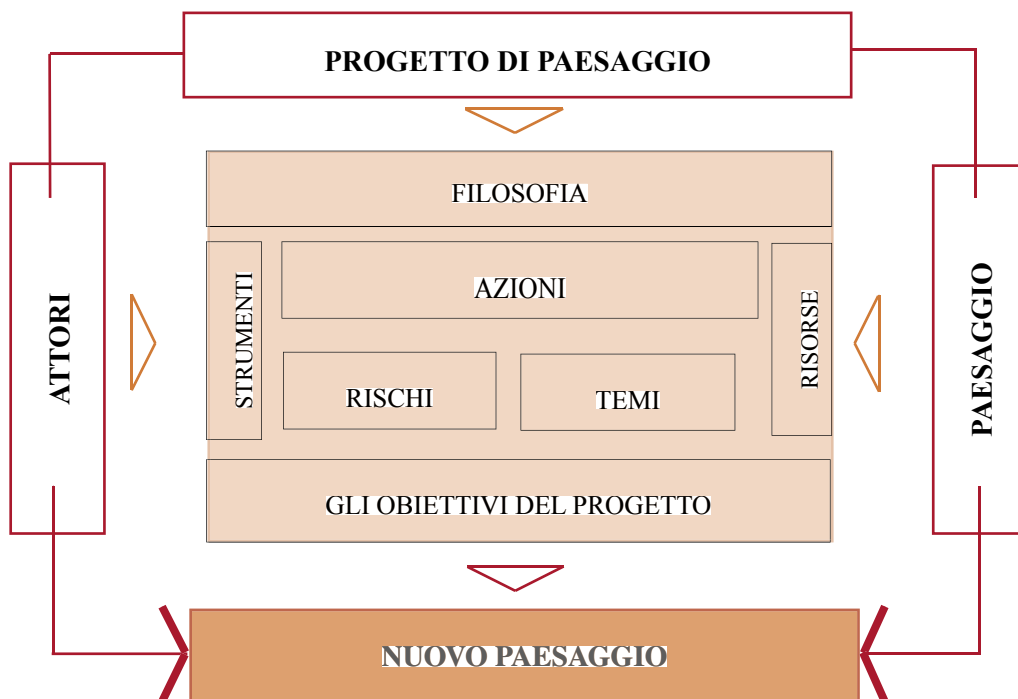 PROGETTO DI PAESAGGIO
FILOSOFIA
ATTORI
STRUMENTI
AZIONI
RISORSE
PAESAGGIO
RISCHI
TEMI
GLI OBIETTIVI DEL PROGETTO
NUOVO PAESAGGIO